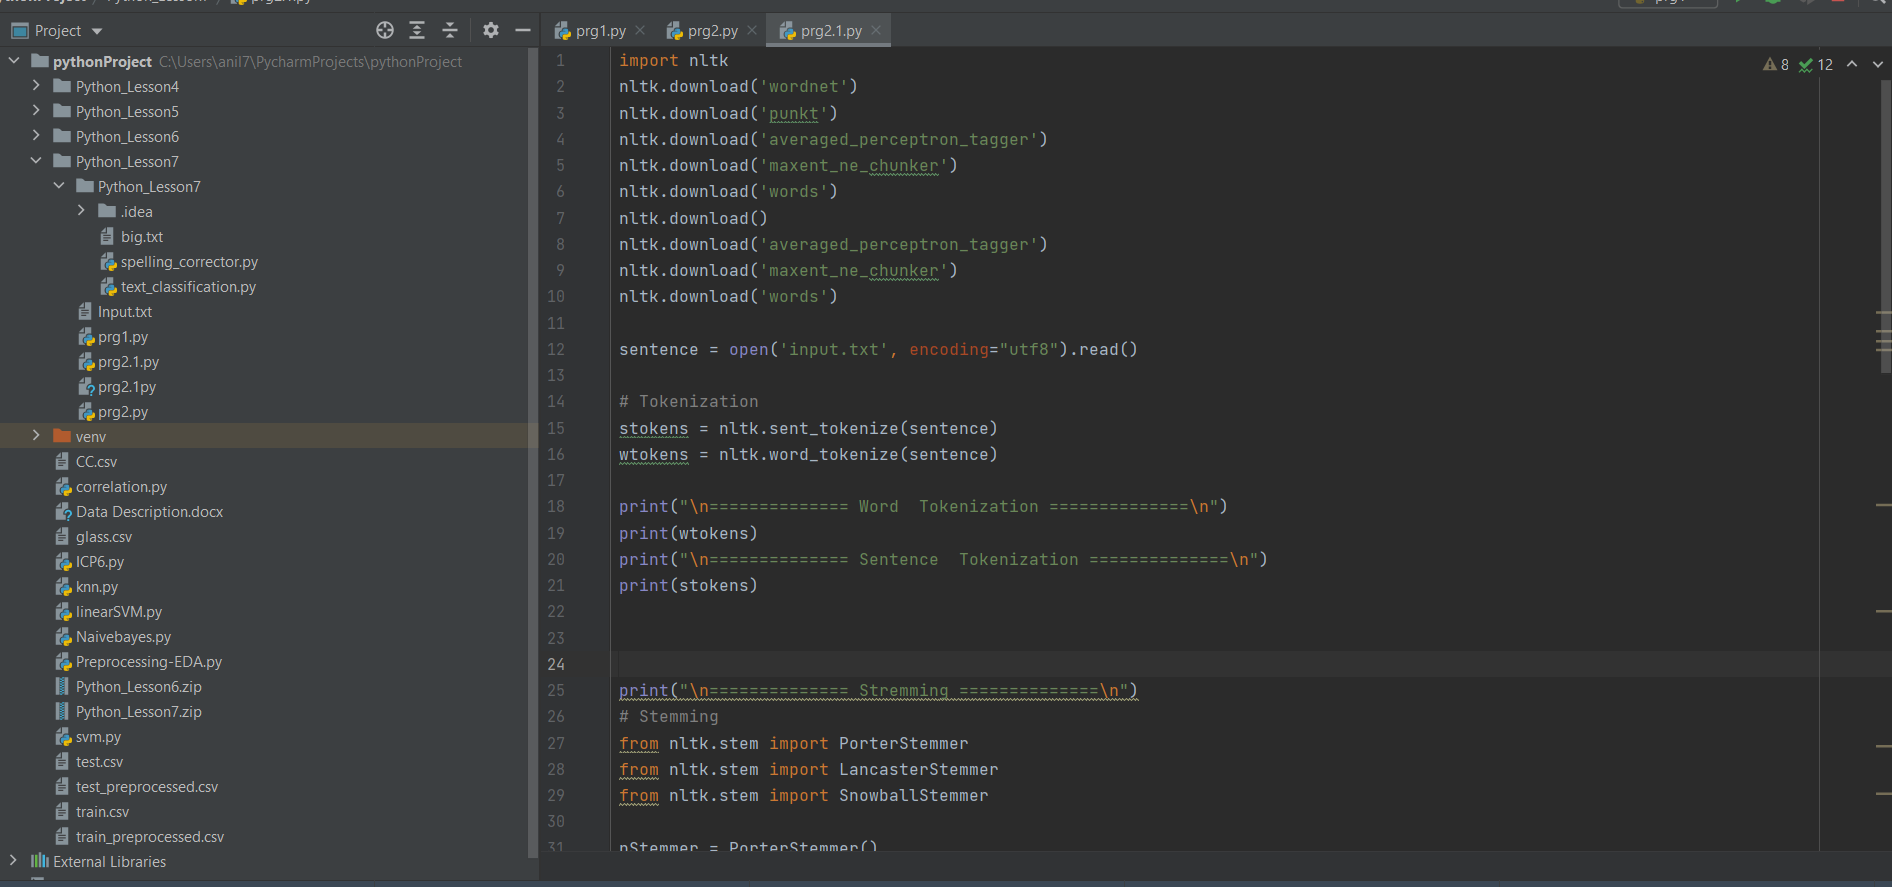 Project
pythonProject C:\Users\anil7\PycharmProjects\pythonProject
Python_Lesson4
Python_Lesson5
Python_Lesson6
Python_Lesson7
Python_Lesson7
.idea
big.txt
spelling_corrector.py
text_classification.py
Input.txt
prg1.py
prg2.1.py
prg2.1py
prg2.py
venv
CC.csv
correlation.py
Data Description.docx
glass.csv
ICP6.py
knn.py
linearSVM.py
Naivebayes.py
Preprocessing-EDA.py
Python_Lesson6.zip
Python_Lesson7.zip
svm.py
test.csv
test_preprocessed.csv
train.csv
train_preprocessed.csv
External Libraries
prg1.py prg2.py prg2.1.py
8 12
1 import nltk
2 nltk.download('wordnet')
3 nltk.download('punkt')
4 nltk.download('averaged_perceptron_tagger')
5 nltk.download('maxent_ne_chunker')
6 nltk.download('words')
7 nltk.download()
8 nltk.download('averaged_perceptron_tagger')
9 nltk.download('maxent_ne_chunker')
10 nltk.download('words')
11
12 sentence = open('input.txt', encoding="utf8").read()
13
14 # Tokenization
15 stokens = nltk.sent_tokenize(sentence)
16 wtokens = nltk.word_tokenize(sentence)
17
18 print("\n============== Word  Tokenization ==============\n")
19 print(wtokens)
20 print("\n============== Sentence  Tokenization ==============\n")
21 print(stokens)
22
23
24
25 print("\n============== Stremming ==============\n")
26 # Stemming
27 from nltk.stem import PorterStemmer
28 from nltk.stem import LancasterStemmer
29 from nltk.stem import SnowballStemmer
30
31 pStemmer = PorterStemmer()